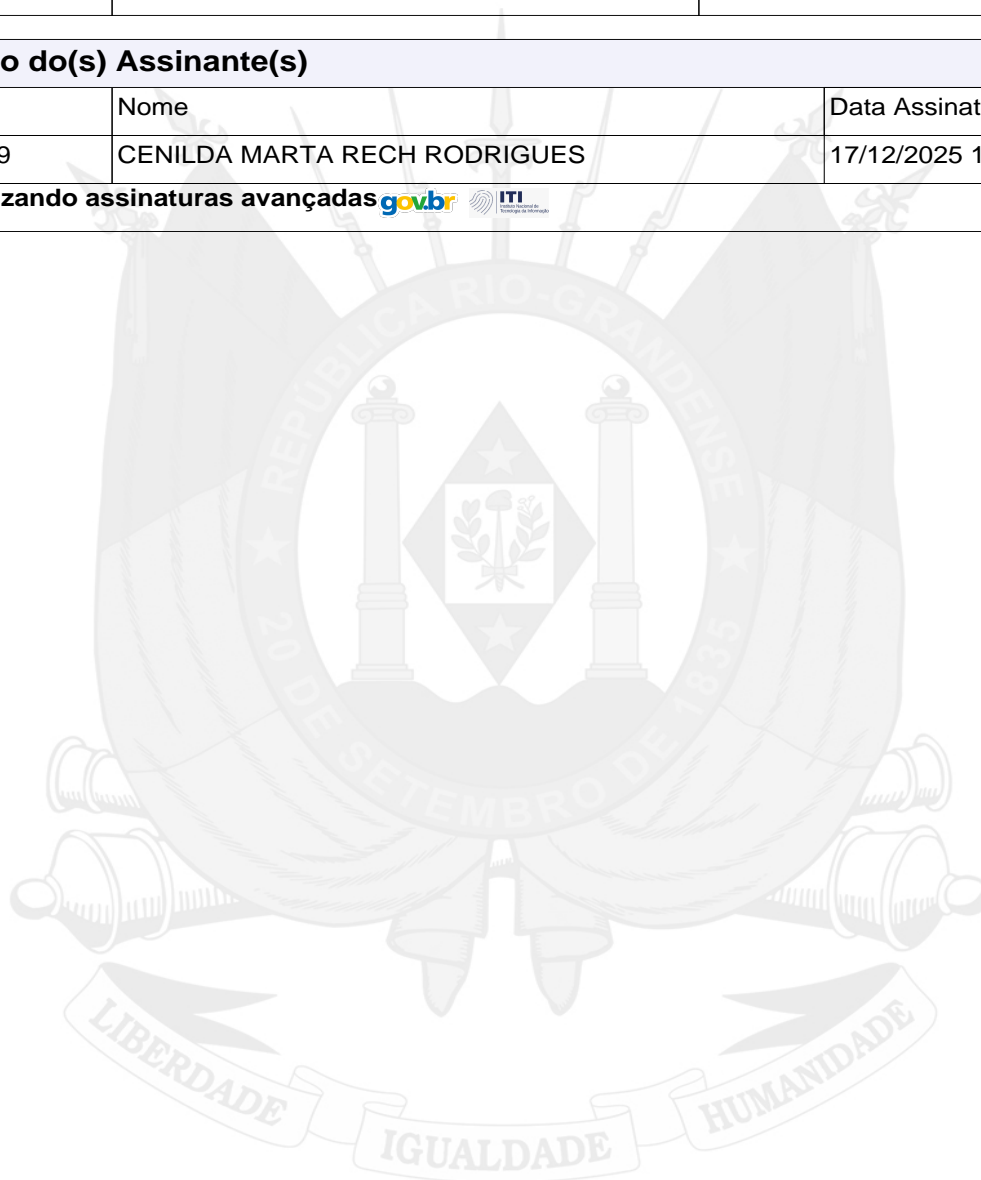 o do(s) Assinante(s)
Nome Data Assinat
9 CENILDA MARTA RECH RODRIGUES 17/12/2025 1
zando assinaturas avançadas gov.br ITI
REPÚBLICA RIO-GRANDENSE
20 DE SETEMBRO DE 1835
LIBERDADE IGUALDADE HUMANIDADE